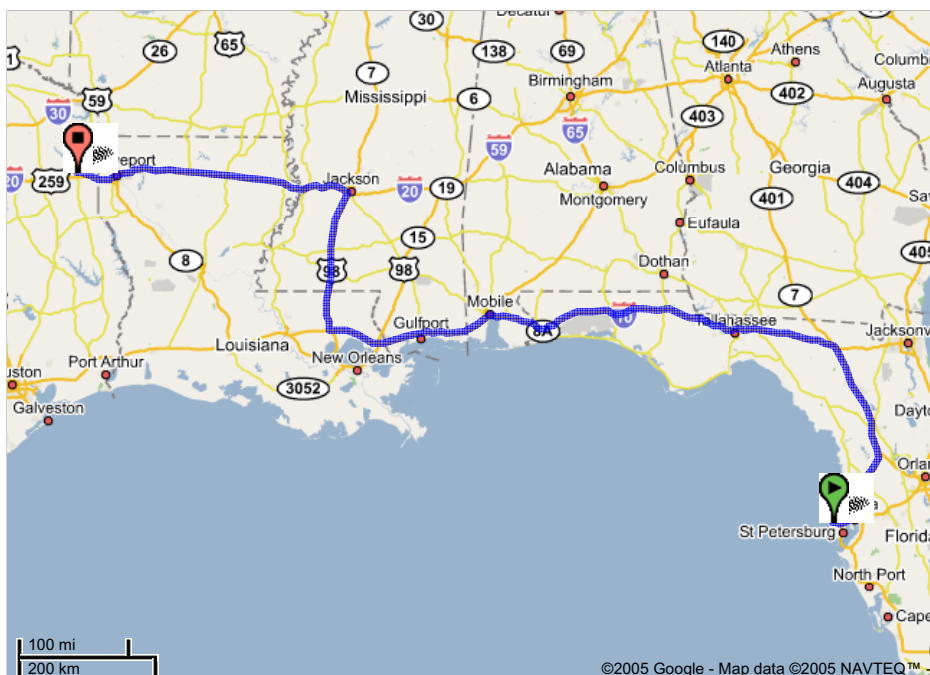 Decatur
30
65
26
138
69
140
Athens
1
7
Atlanta
Columbi
59
Birmingham
Mississippi
6
402
Augusta
30
403
65
59
eport
Alabama
Columbus
Georgia
20
259
Jackson
20
19
Montgomery
401
404
Sav
Eufaula
15
405
8
98
98
Dothan
7
Mobile
10
Gulfport
8A
Tallahassee
Jacksonv
Louisiana
Port Arthur
New Orleans
uston
3052
Galveston
Dayto
Orlan
a
St Petersburg
Florida
North Port
Cape
100 mi
200 km
©2005 Google - Map data ©2005 NAVTEQ™ -